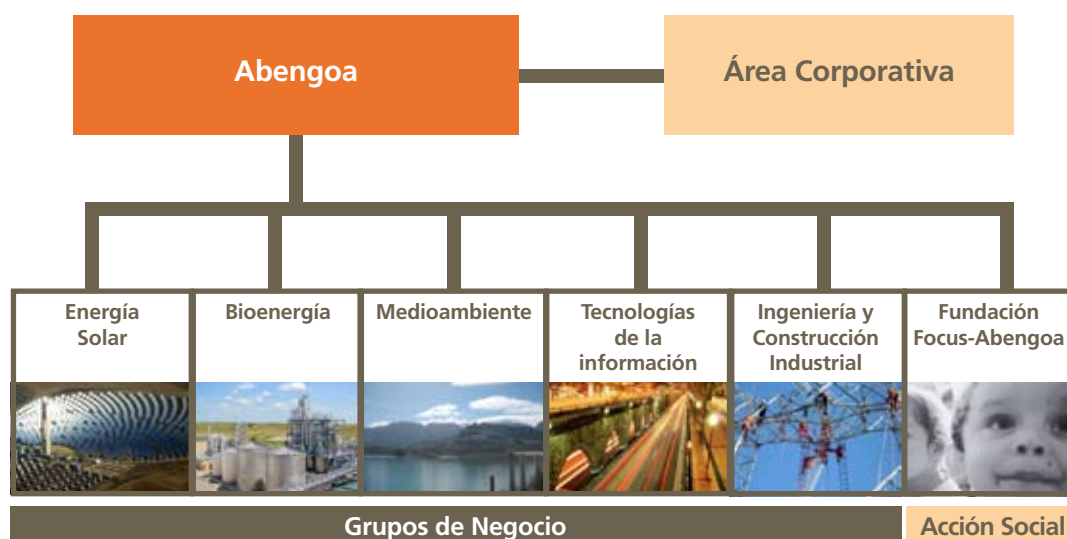 Abengoa
Área Corporativa
Energía
Solar
Bioenergía
Medioambiente
Tecnologías
de la
información
Ingeniería y
Construcción
Industrial
Fundación
Focus-Abengoa
Grupos de Negocio
Acción Social